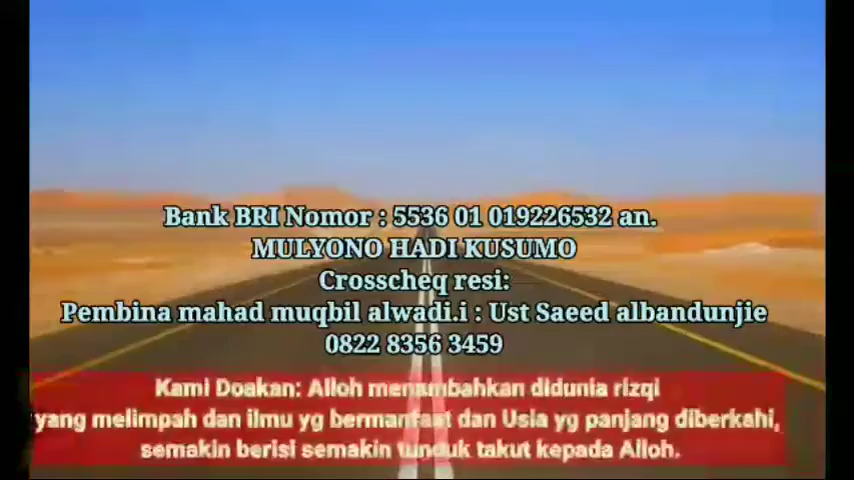 Bank BRI Nomor : 5536 01 019226532 an.
MULYONO HADI KUSUMO
Crosscheq resi:
Pembina mahad muqbil alwadi.i : Ust Saeed albandunjie
0822 8356 3459
Kami Doakan: Alloh menambahkan didunia rizqi
yang melimpah dan ilmu yg bermanfaat dan Usia yg panjang diberkahi,
semakin berisi semakin tunduk takut kepada Alloh.